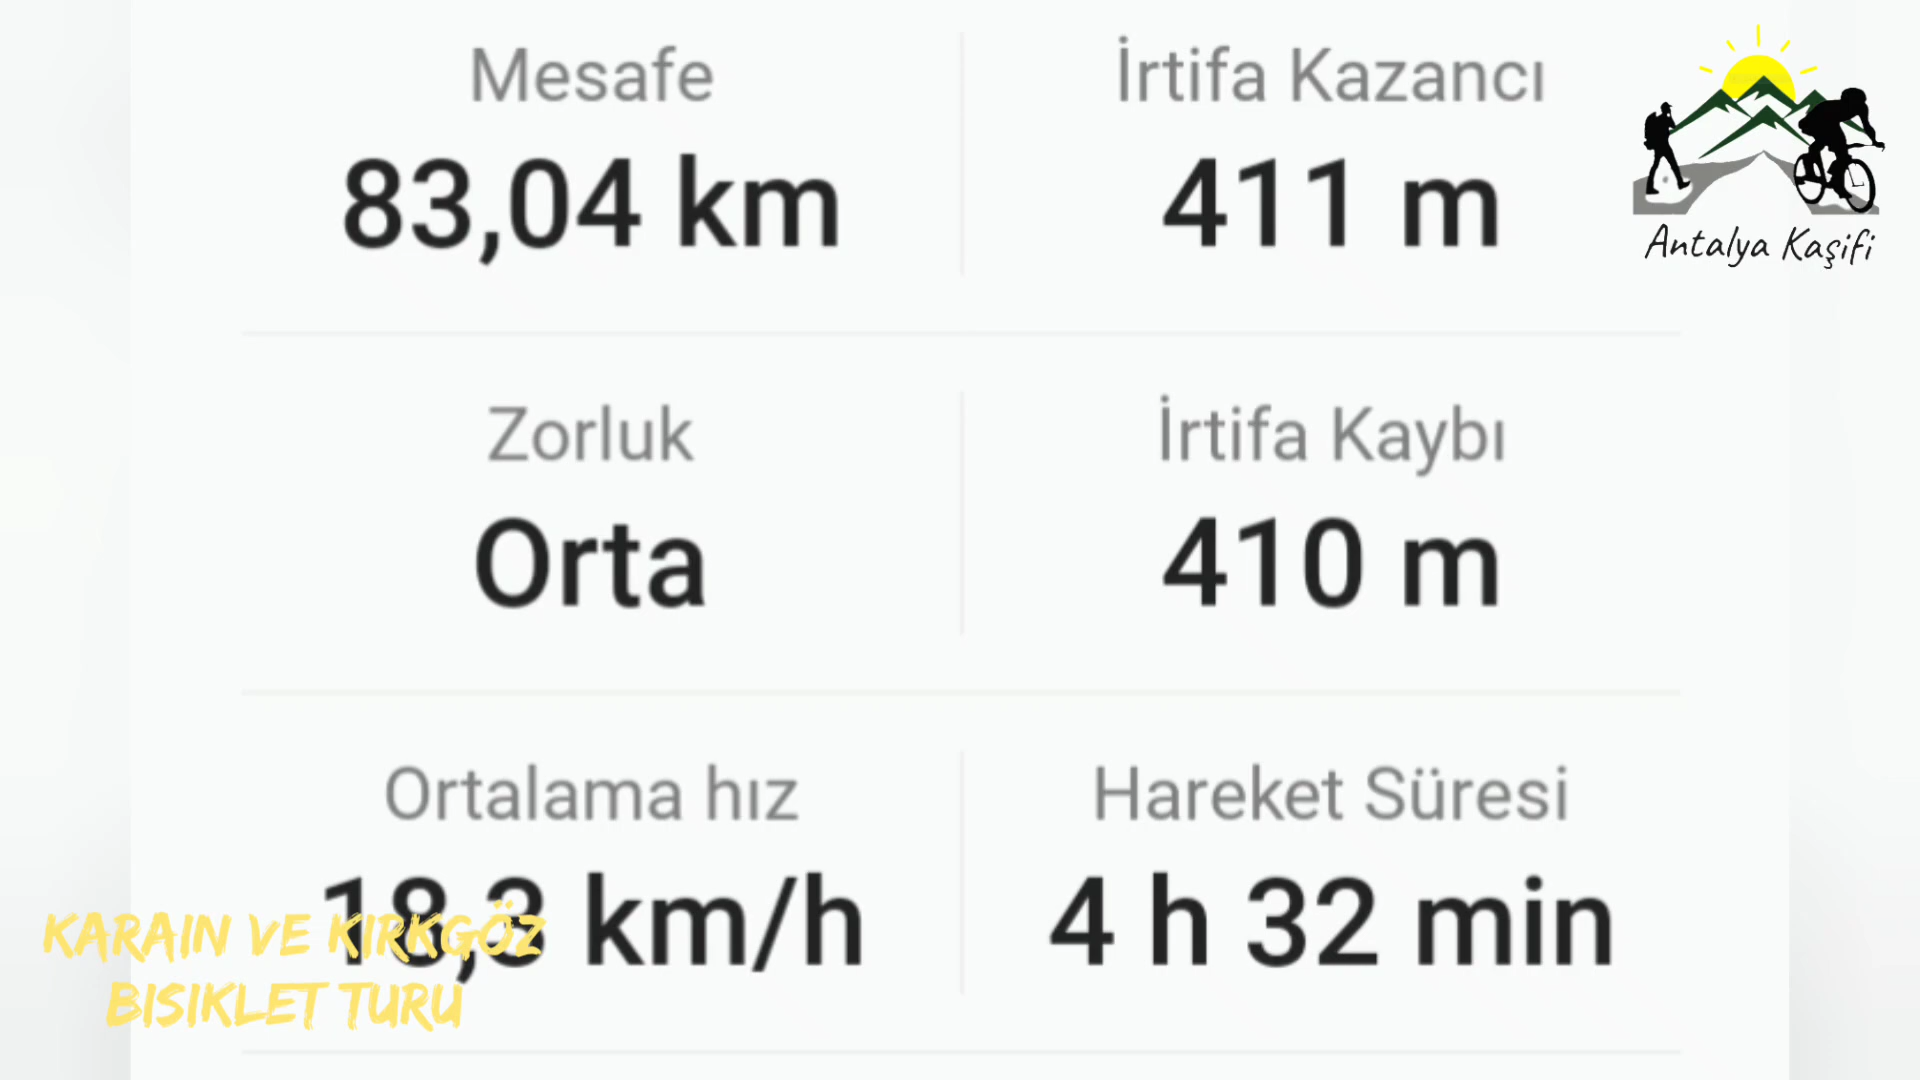 Mesafe
İrtifa Kazancı
83,04 km
411 m
Antalya Kaşifi
Zorluk
İrtifa Kaybı
Orta
410 m
Ortalama hız
Hareket Süresi
18,3 km/h
4 h 32 min
KARAIN VE KIRKGÖZ
BISIKLET TURU